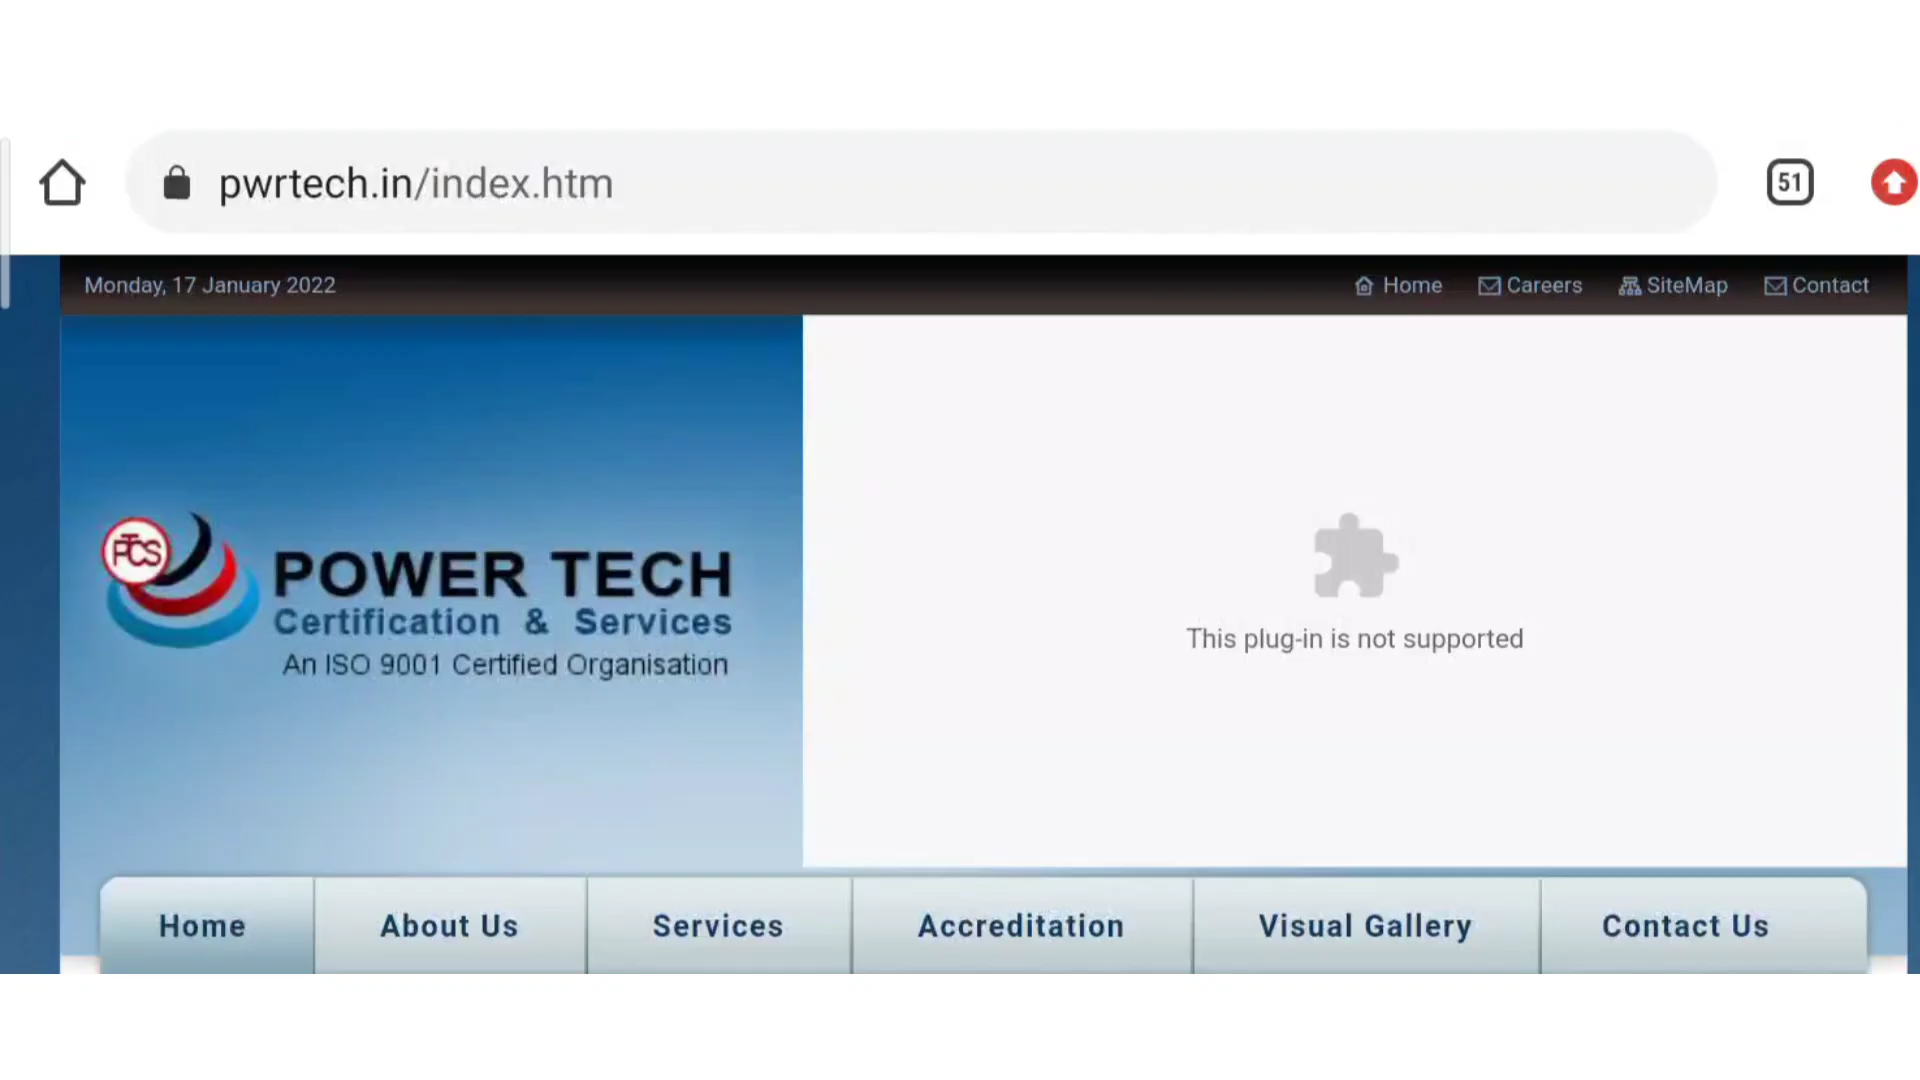 pwrtech.in/index.htm
51
Monday, 17 January 2022
Home Careers SiteMap Contact
PTCS
POWER TECH
Certification & Services
An ISO 9001 Certified Organisation
This plug-in is not supported
Home About Us Services Accreditation Visual Gallery Contact Us